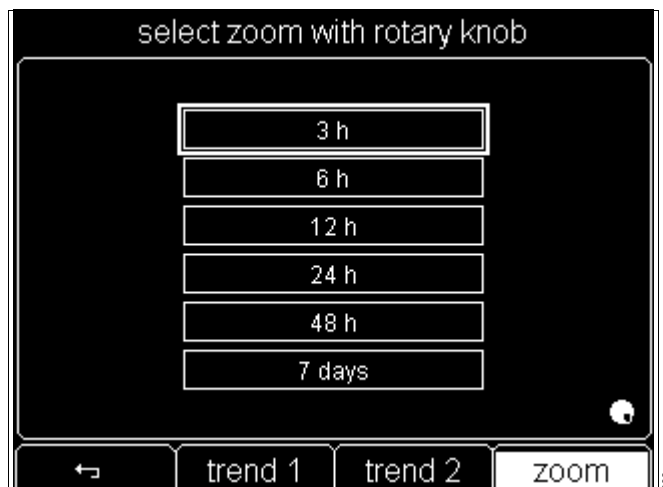 select zoom with rotary knob
3 h
6 h
12 h
24 h
48 h
7 days
trend 1 trend 2 zoom